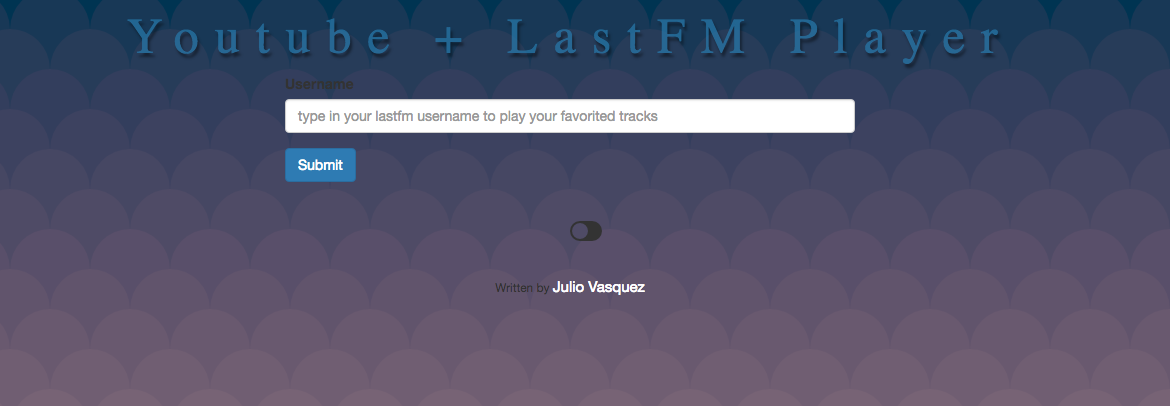 Youtube + LastFM Player
Username
type in your lastfm username to play your favorited tracks
Submit
Written by Julio Vasquez